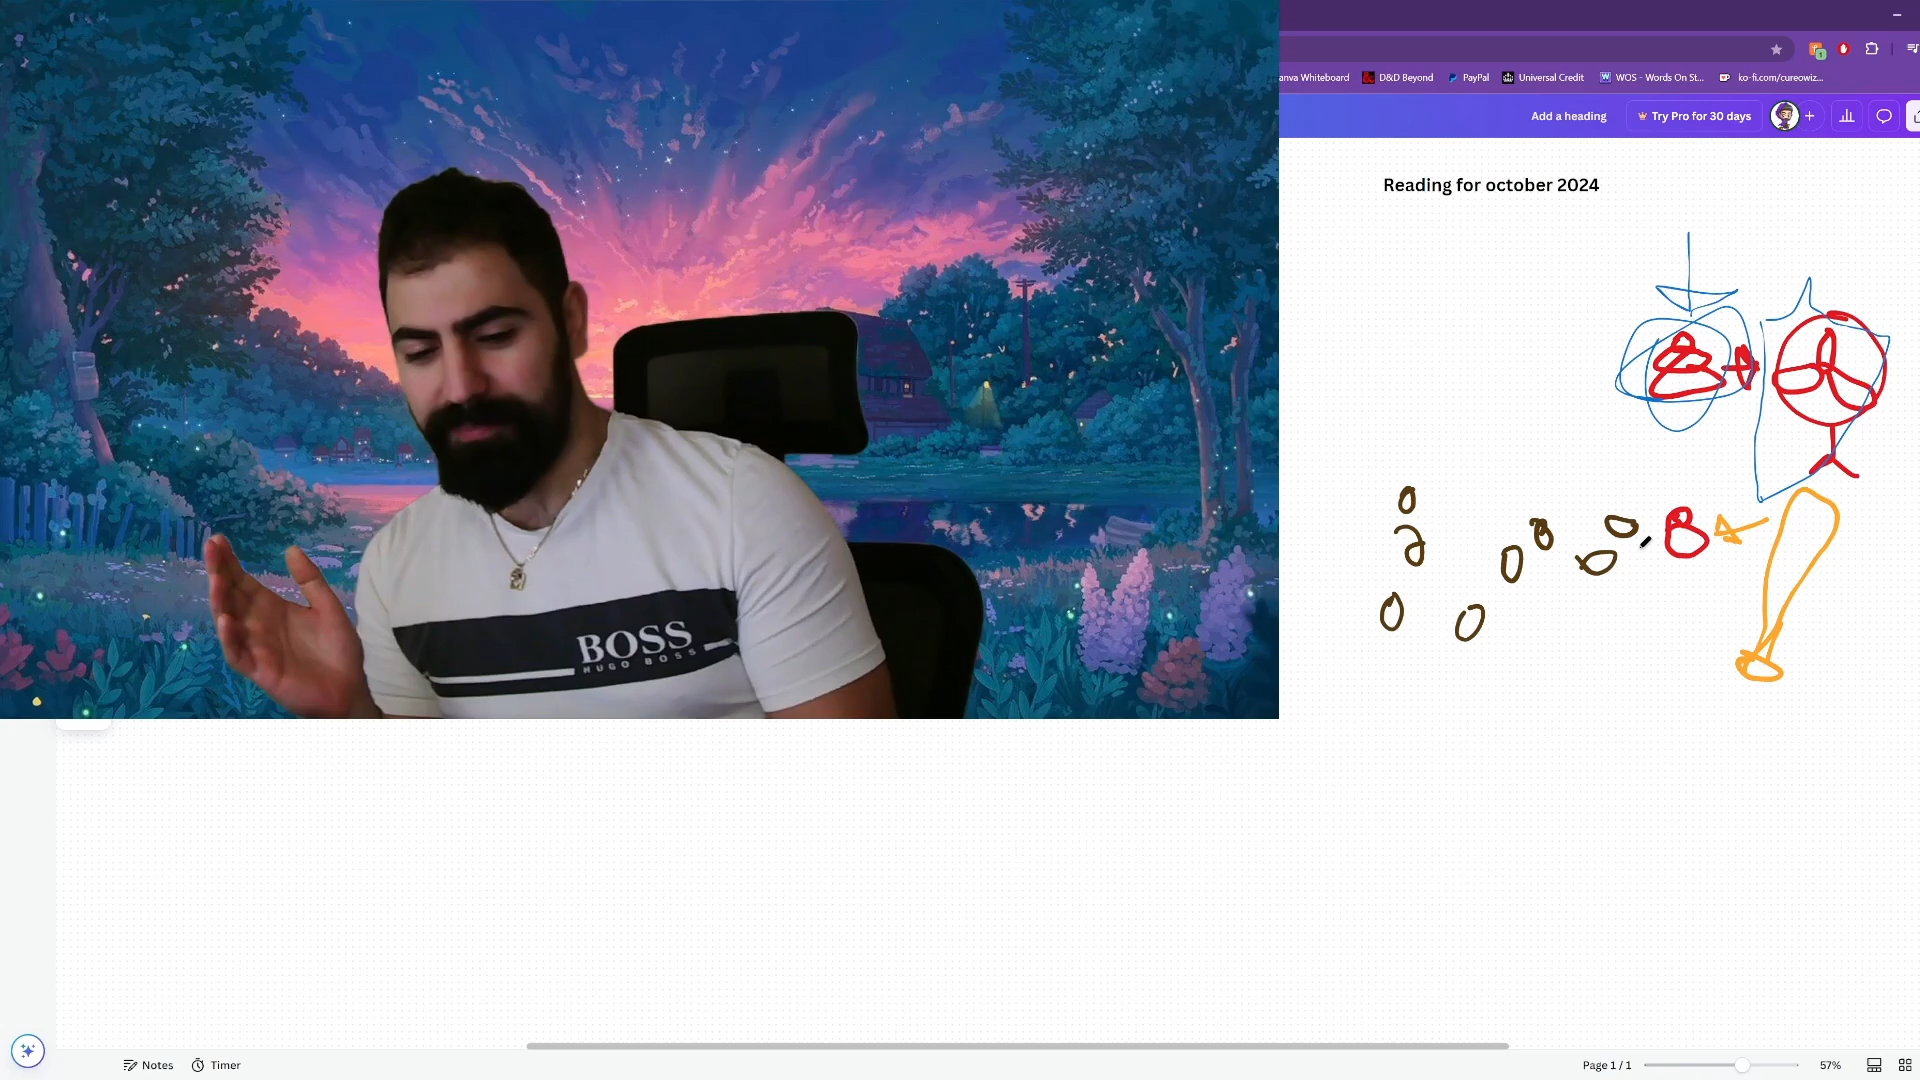 anva Whiteboard
D&D Beyond
PayPal
Universal Credit
WOS - Words On St...
ko-fi.com/cureowiz...
Add a heading
Try Pro for 30 days
Reading for october 2024
BOSS
HUGO BOSS
Notes
Timer
Page 1 / 1
57%